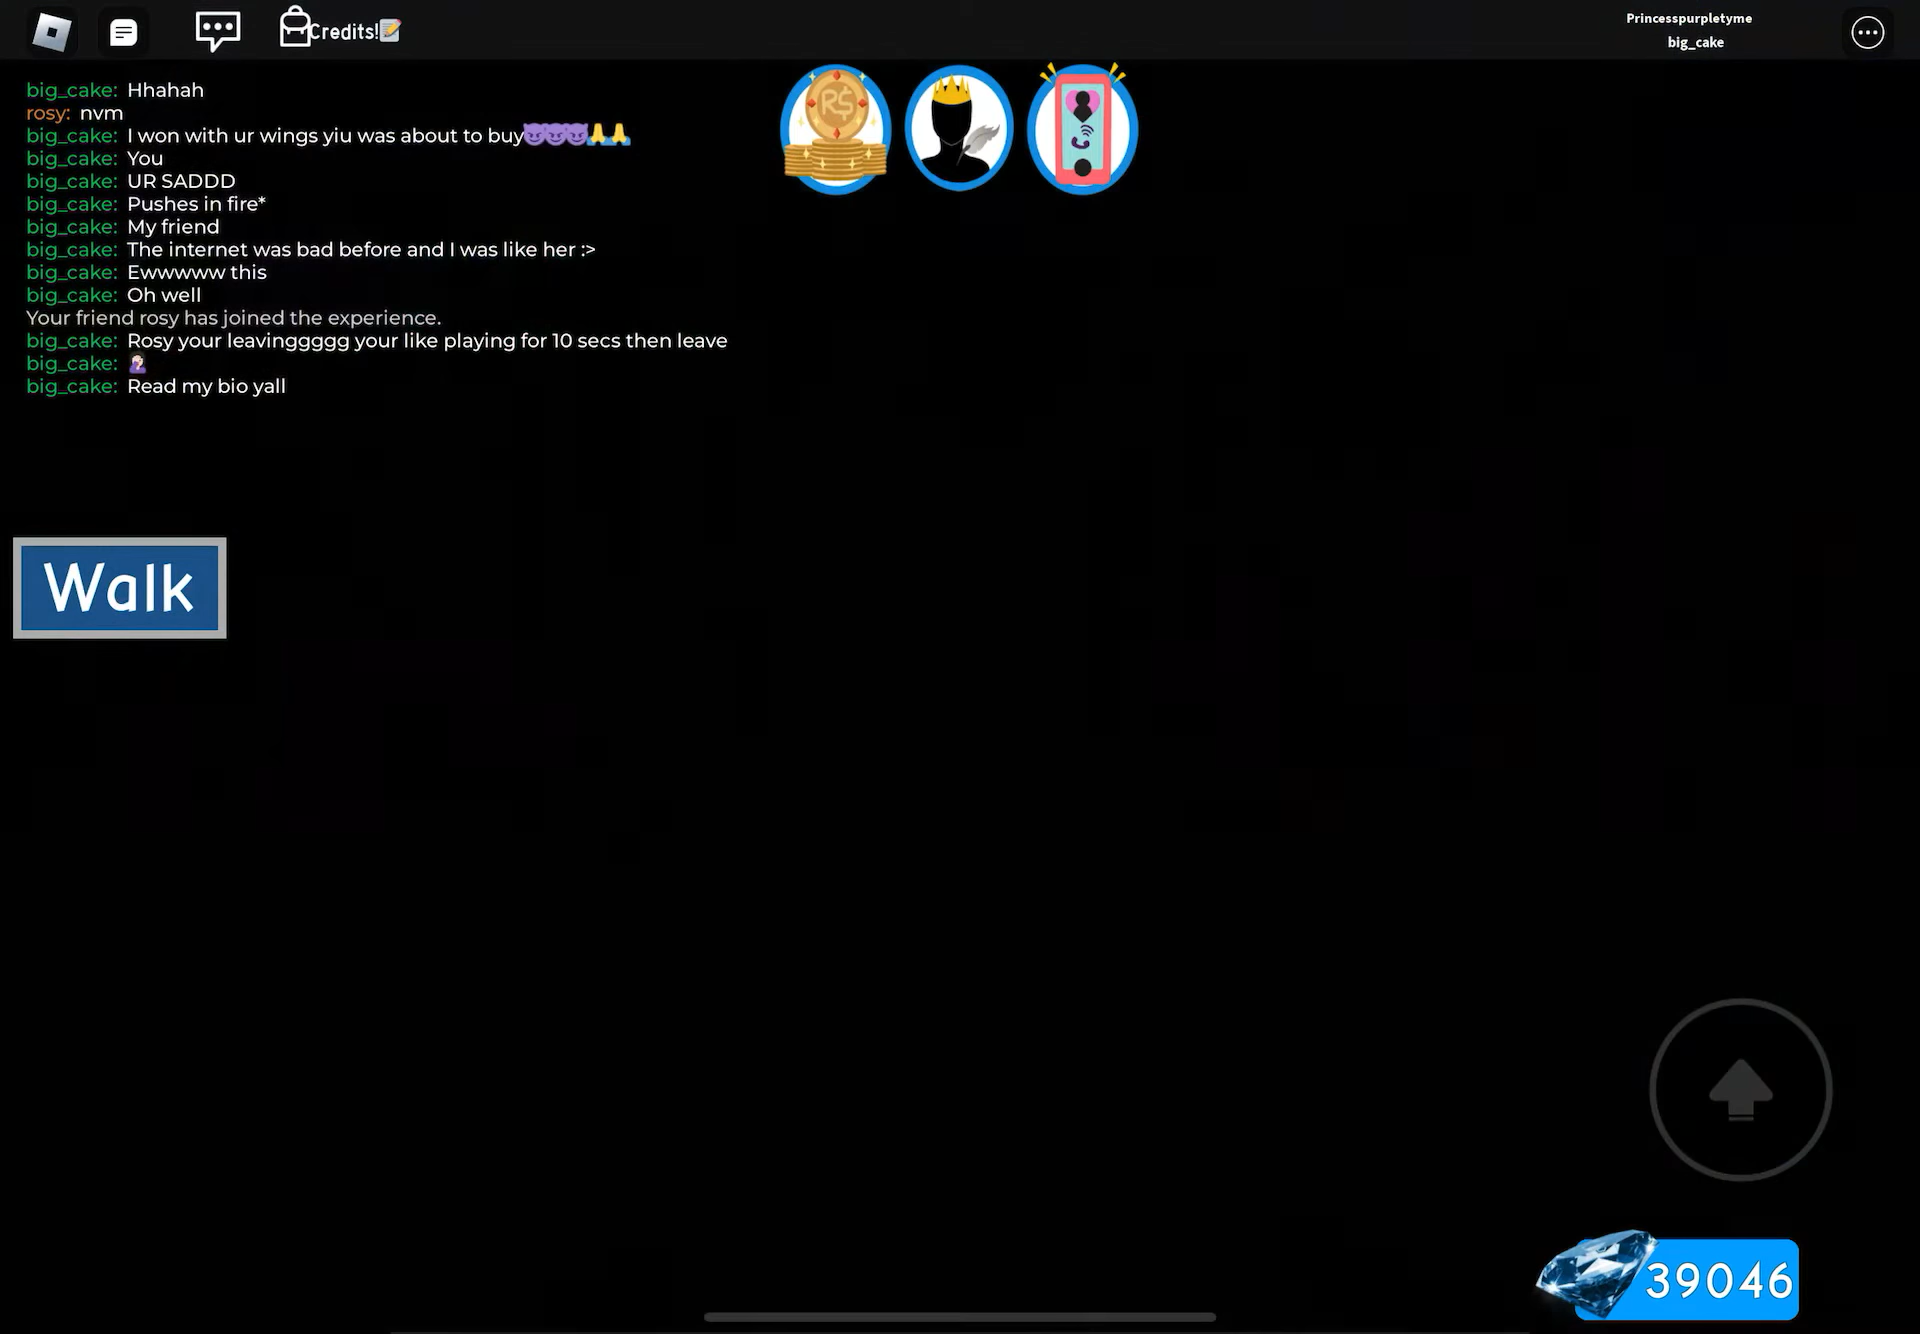 Credits!📝
Princesspurpletyme
big_cake
R$
big_cake: Hhahah
rosy: nvm
big_cake: I won with ur wings yiu was about to buy😈😈😈🙏🙏
big_cake: You
big_cake: UR SADDD
big_cake: Pushes in fire*
big_cake: My friend
big_cake: The internet was bad before and I was like her :>
big_cake: Ewwwww this
big_cake: Oh well
Your friend rosy has joined the experience.
big_cake: Rosy your leavinggggg your like playing for 10 secs then leave
big_cake: 🤦🏻‍♀️
big_cake: Read my bio yall
Walk
39046